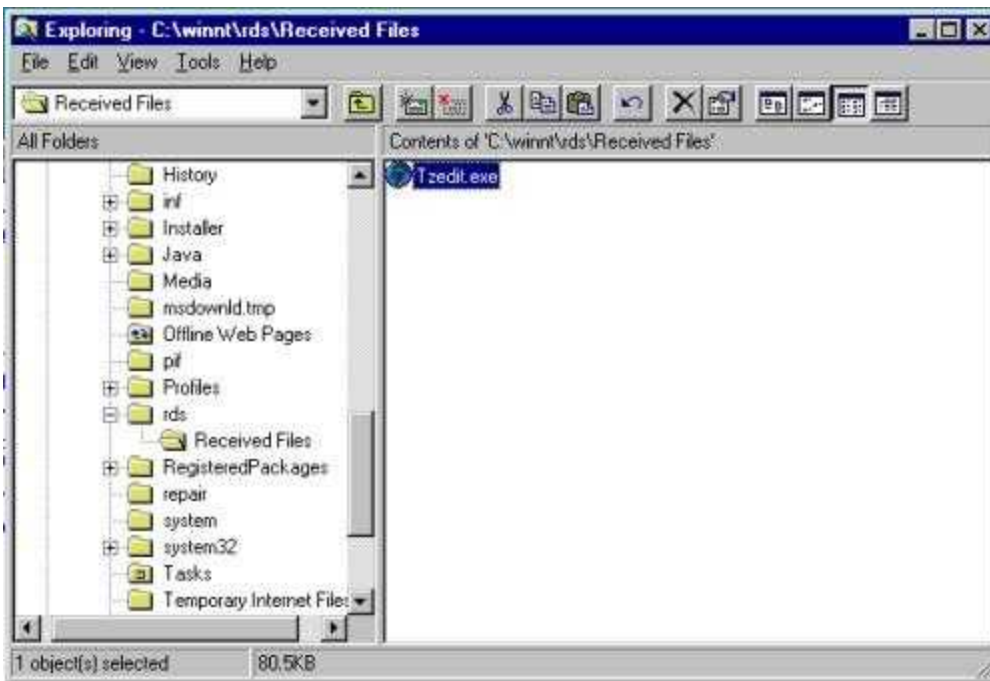 Exploring - C:\winnt\rds\Received Files
File Edit View Tools Help
Received Files
All Folders
Contents of 'C:\winnt\rds\Received Files'
History
inf
Installer
Java
Media
msdownld.tmp
Offline Web Pages
pif
Profiles
rds
Received Files
RegisteredPackages
repair
system
system32
Tasks
Temporary Internet Files
Tzedit.exe
1 object(s) selected
80.5KB